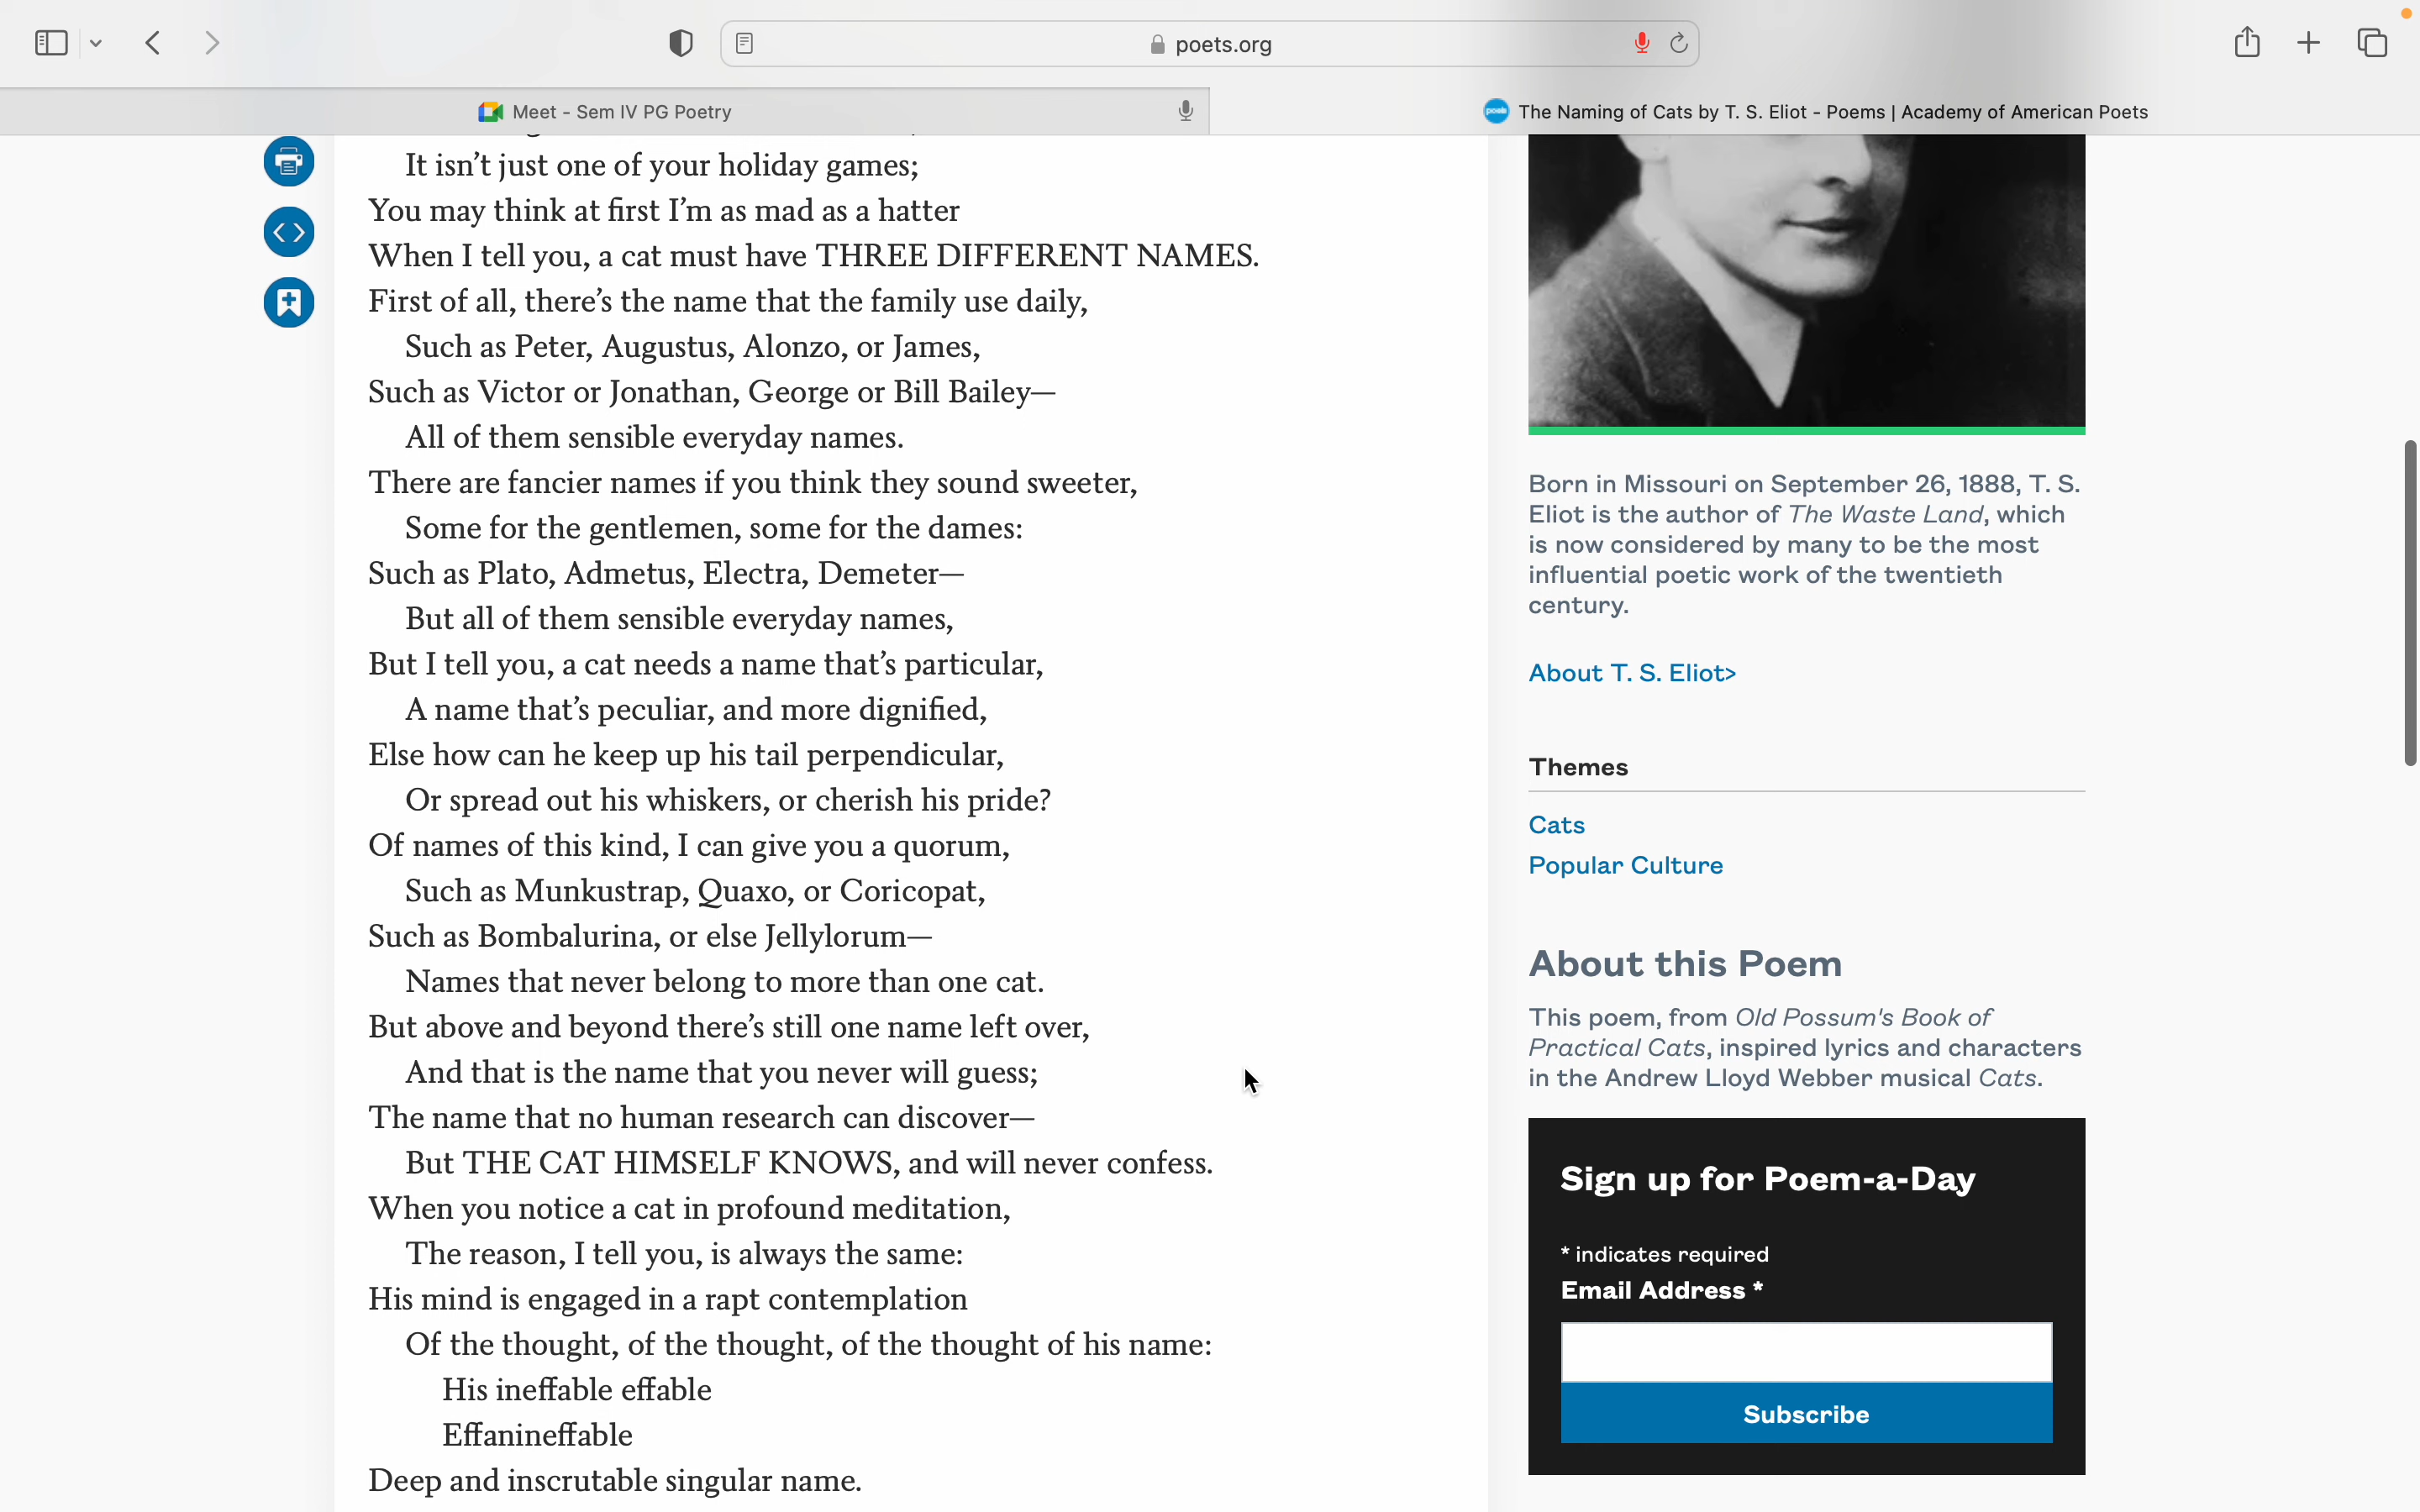 poets.org
Meet - Sem IV PG Poetry
The Naming of Cats by T. S. Eliot - Poems | Academy of American Poets
It isn’t just one of your holiday games;
You may think at first I’m as mad as a hatter
When I tell you, a cat must have THREE DIFFERENT NAMES.
First of all, there’s the name that the family use daily,
Such as Peter, Augustus, Alonzo, or James,
Such as Victor or Jonathan, George or Bill Bailey—
All of them sensible everyday names.
There are fancier names if you think they sound sweeter,
Some for the gentlemen, some for the dames:
Such as Plato, Admetus, Electra, Demeter—
But all of them sensible everyday names,
But I tell you, a cat needs a name that’s particular,
A name that’s peculiar, and more dignified,
Else how can he keep up his tail perpendicular,
Or spread out his whiskers, or cherish his pride?
Of names of this kind, I can give you a quorum,
Such as Munkustrap, Quaxo, or Coricopat,
Such as Bombalurina, or else Jellylorum—
Names that never belong to more than one cat.
But above and beyond there’s still one name left over,
And that is the name that you never will guess;
The name that no human research can discover—
But THE CAT HIMSELF KNOWS, and will never confess.
When you notice a cat in profound meditation,
The reason, I tell you, is always the same:
His mind is engaged in a rapt contemplation
Of the thought, of the thought, of the thought of his name:
His ineffable effable
Effanineffable
Deep and inscrutable singular name.
Born in Missouri on September 26, 1888, T. S.
Eliot is the author of The Waste Land, which
is now considered by many to be the most
influential poetic work of the twentieth
century.
About T. S. Eliot>
Themes
Cats
Popular Culture
About this Poem
This poem, from Old Possum's Book of
Practical Cats, inspired lyrics and characters
in the Andrew Lloyd Webber musical Cats.
Sign up for Poem-a-Day
* indicates required
Email Address *
Subscribe